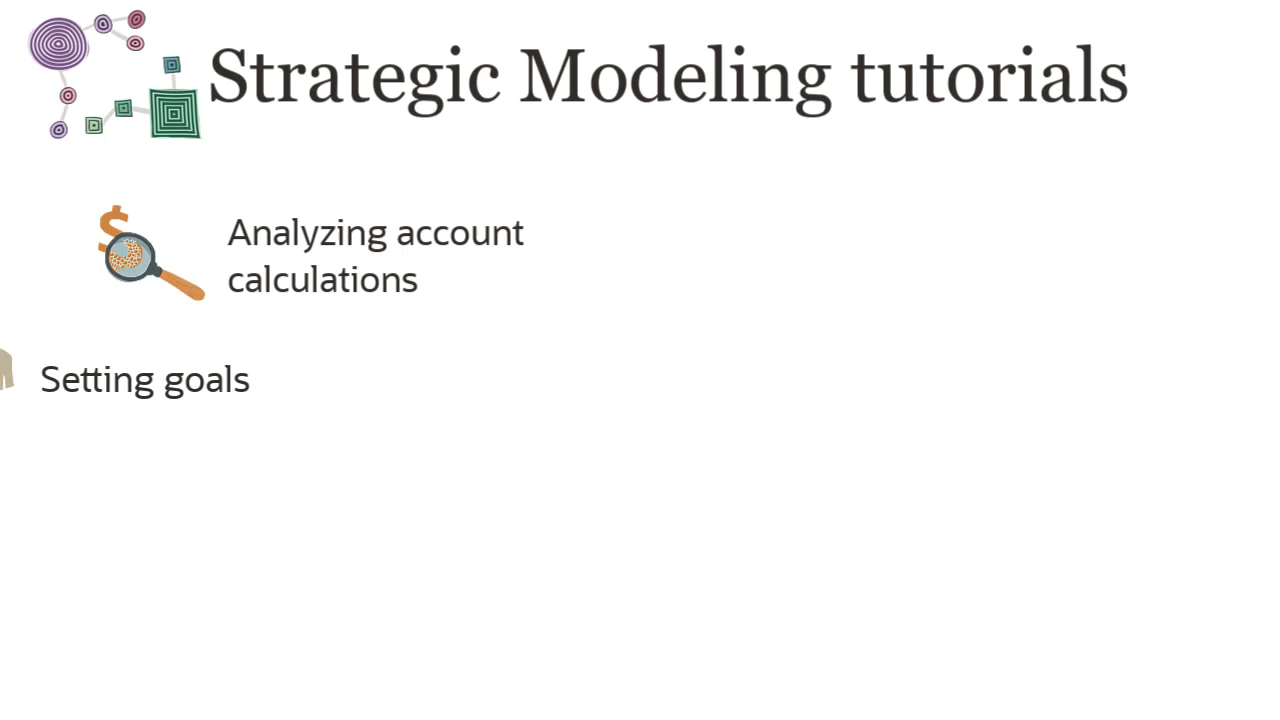 Strategic Modeling tutorials
Analyzing account
calculations
Setting goals